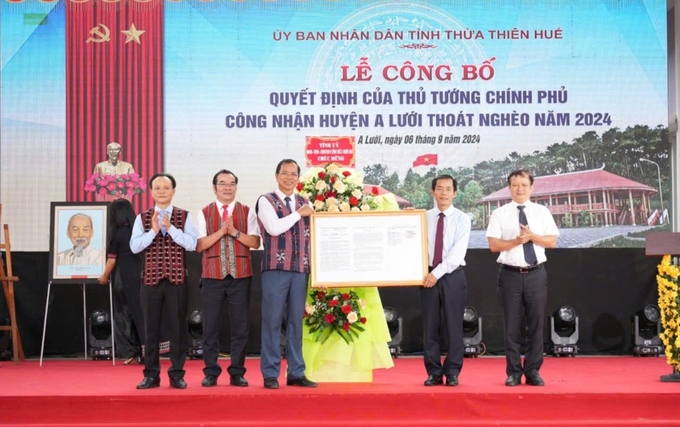 ỦY BAN NHÂN DÂN TỈNH THỪA THIÊN HUẾ
LỄ CÔNG BỐ
QUYẾT ĐỊNH CỦA THỦ TƯỚNG CHÍNH PHỦ
CÔNG NHẬN HUYỆN A LƯỚI THOÁT NGHÈO NĂM 2024
A Lưới, ngày 06 tháng 9 năm 2024
TỈNH ỦY
CHÚC MỪNG